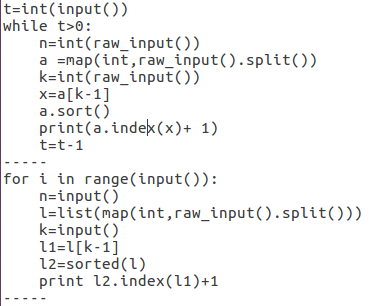 t=int(input())
while t>0:
    n=int(raw_input())
    a =map(int,raw_input().split())
    k=int(raw_input())
    x=a[k-1]
    a.sort()
    print(a.index(x)+ 1)
    t=t-1
-----
for i in range(input()):
    n=input()
    l=list(map(int,raw_input().split()))
    k=input()
    l1=l[k-1]
    l2=sorted(l)
    print l2.index(l1)+1
-----